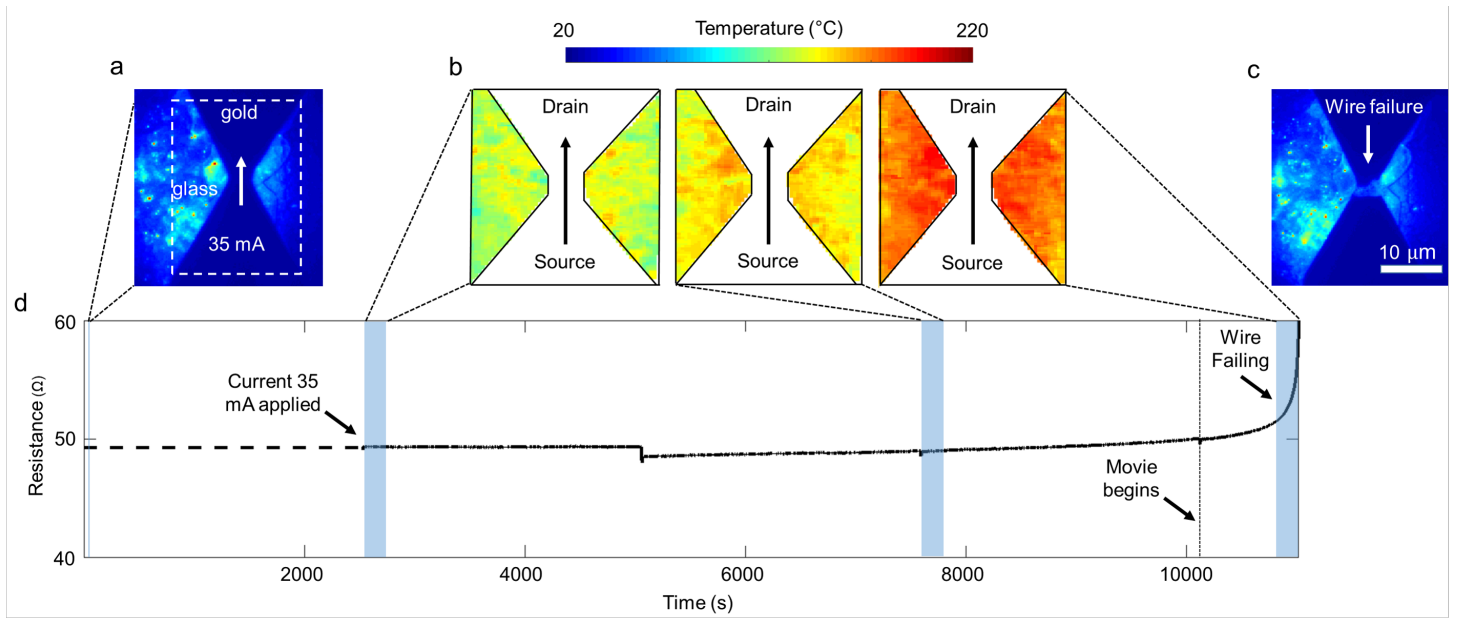 Temperature (°C)
20
220
a
b
c
gold
glass
35 mA
Drain
Source
Drain
Source
Drain
Source
Wire failure
10 μm
d
60
50
40
Resistance (Ω)
Current 35
mA applied
Movie
begins
Wire
Failing
2000
4000
6000
8000
10000
Time (s)